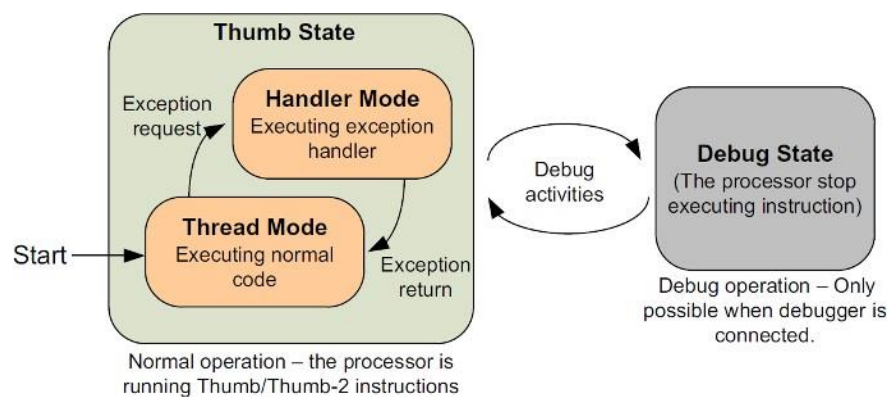 Thumb State
Exception
request
Handler Mode
Executing exception
handler
Thread Mode
Executing normal
code
Start
Exception
return
Normal operation – the processor is
running Thumb/Thumb-2 instructions
Debug
activities
Debug State
(The processor stop
executing instruction)
Debug operation – Only
possible when debugger is
connected.